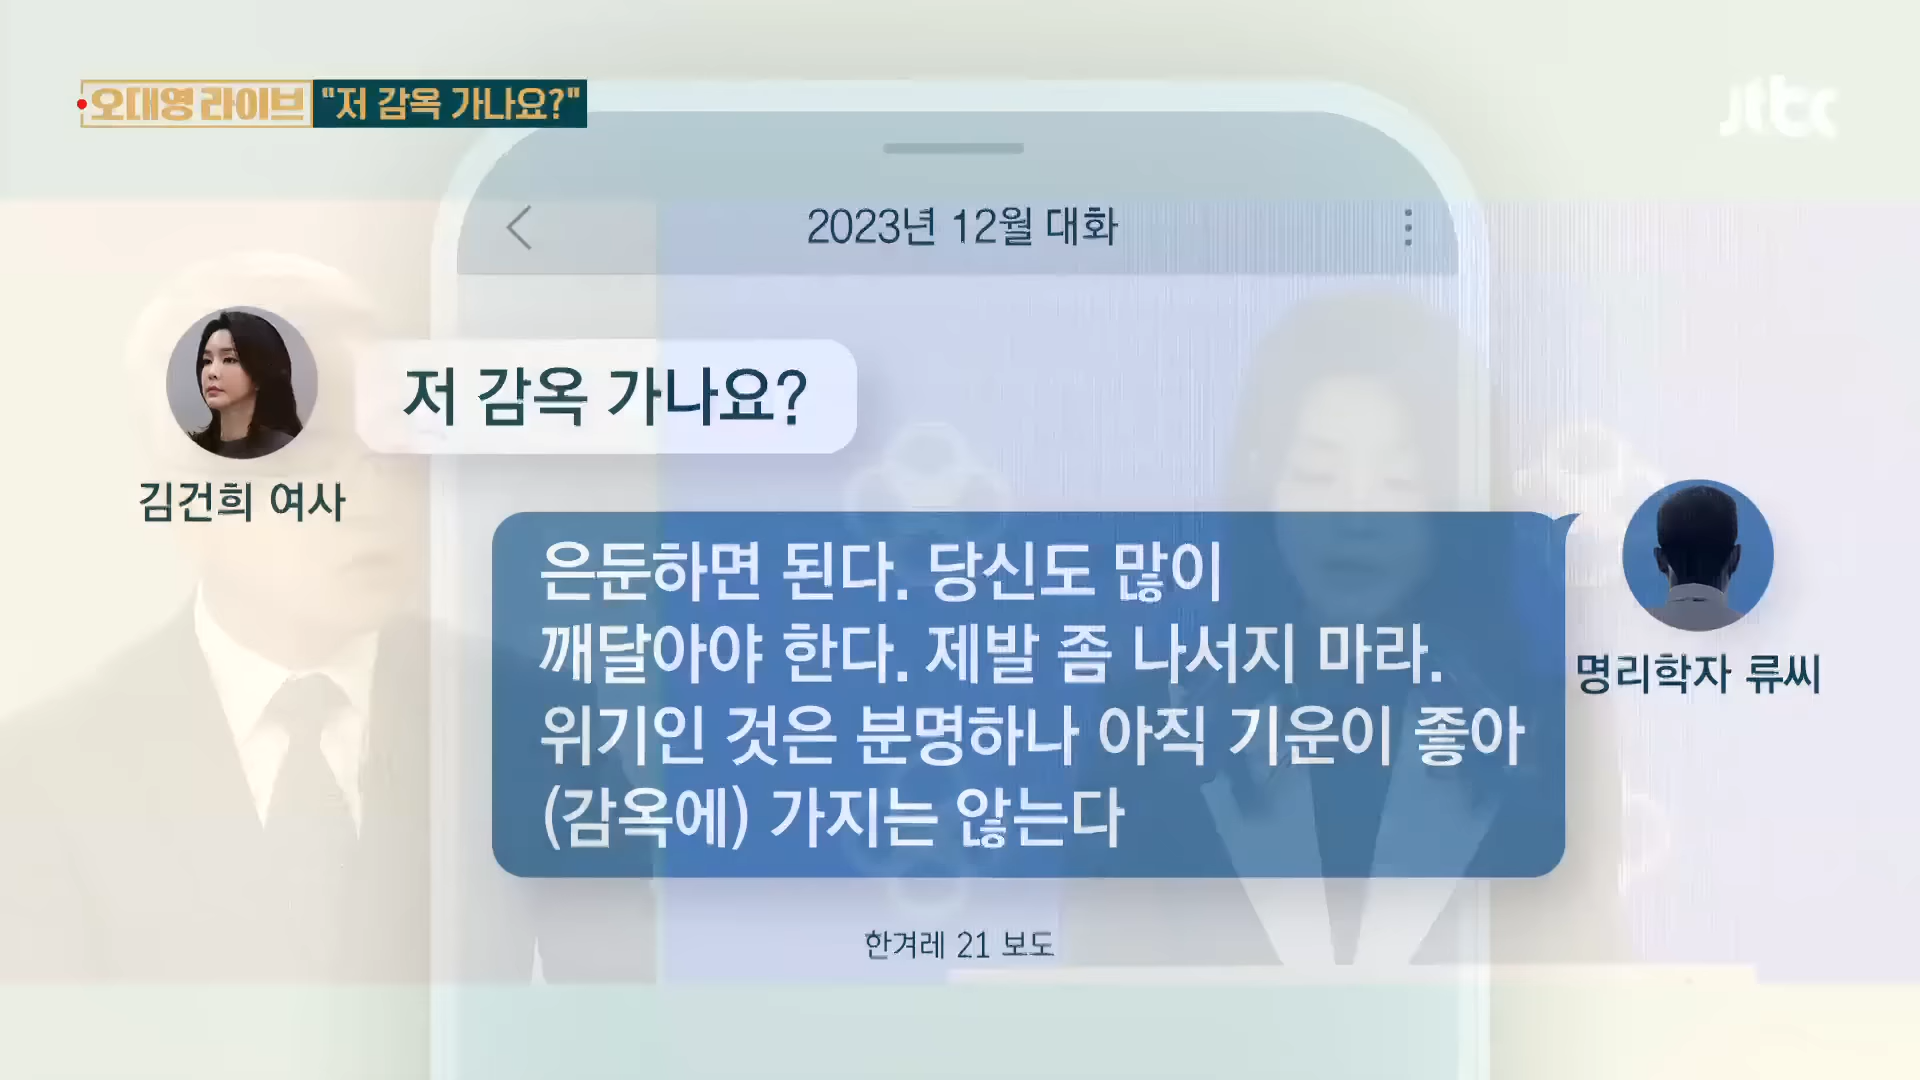 오대영 라이브 "저 감옥 가나요?"
jtbc
2023년 12월 대화
저 감옥 가나요?
김건희 여사
은둔하면 된다. 당신도 많이
깨달아야 한다. 제발 좀 나서지 마라.
위기인 것은 분명하나 아직 기운이 좋아
(감옥에) 가지는 않는다
명리학자 류씨
한겨레 21 보도